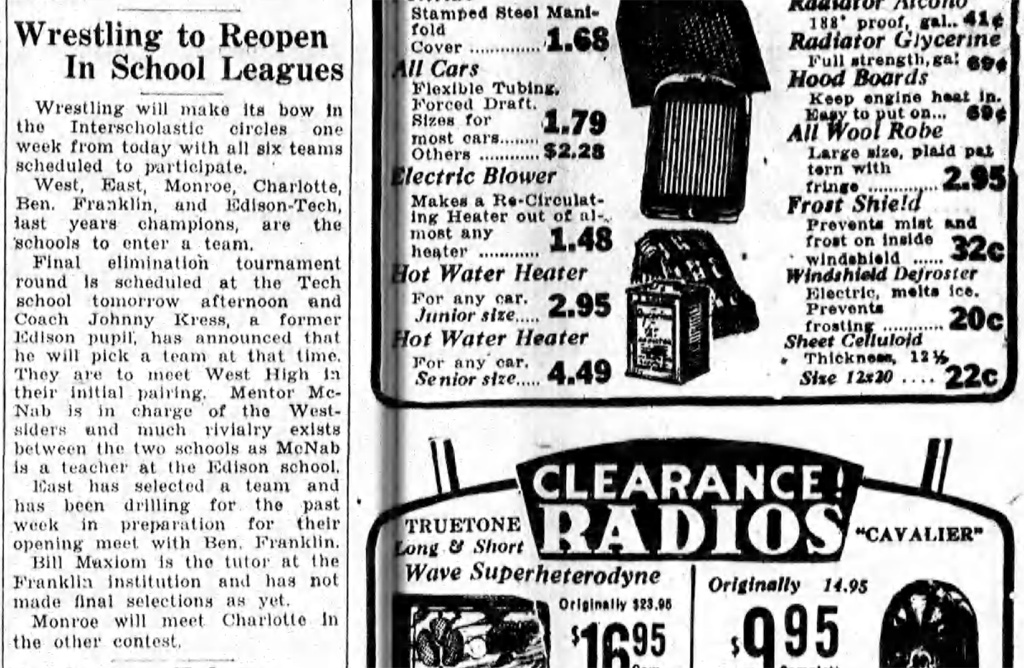 Wrestling to Reopen
In School Leagues
Wrestling will make its bow in
the Interscholastic circles one
week from today with all six teams
scheduled to participate.
West, East, Monroe, Charlotte,
Ben. Franklin, and Edison-Tech,
last years champions, are the
schools to enter a team.
Final elimination tournament
round is scheduled at the Tech
school tomorrow afternoon and
Coach Johnny Kress, a former
Edison pupil, has announced that
he will pick a team at that time.
They are to meet West High in
their initial pairing. Mentor Mc-
Nab is in charge of the West-
siders and much rivialry exists
between the two schools as McNab
is a teacher at the Edison school.
East has selected a team and
has been drilling for the past
week in preparation for their
opening meet with Ben. Franklin.
Bill Maxiom is the tutor at the
Franklin institution and has not
made final selections as yet.
Monroe will meet Charlotte in
the other contest.
Stamped Steel Mani-
fold
Cover ............ 1.68
All Cars
Flexible Tubing,
Forced Draft.
Sizes for
most cars........ 1.79
Others ............ $2.28
Electric Blower
Makes a Re-Circulat-
ing Heater out of al-
most any
heater ............ 1.48
Hot Water Heater
For any car.
Junior size..... 2.95
Hot Water Heater
For any car.
Senior size..... 4.49
Radiator Alcohol
188° proof, gal.. 41¢
Radiator Glycerine
Full strength, gal 69¢
Hood Boards
Keep engine heat in.
Easy to put on... 69¢
All Wool Robe
Large size, plaid pat
tern with
fringe ............ 2.95
Frost Shield
Prevents mist and
frost on inside
windshield ...... 32c
Windshield Defroster
Electric, melts ice.
Prevents
frosting ............ 20c
Sheet Celluloid
Thickness, 12½
Size 12x20 .... 22c
CLEARANCE!
RADIOS
TRUETONE
Long & Short
Wave Superheterodyne
Originally $23.95
$16.95
"CAVALIER"
Originally 14.95
$9.95